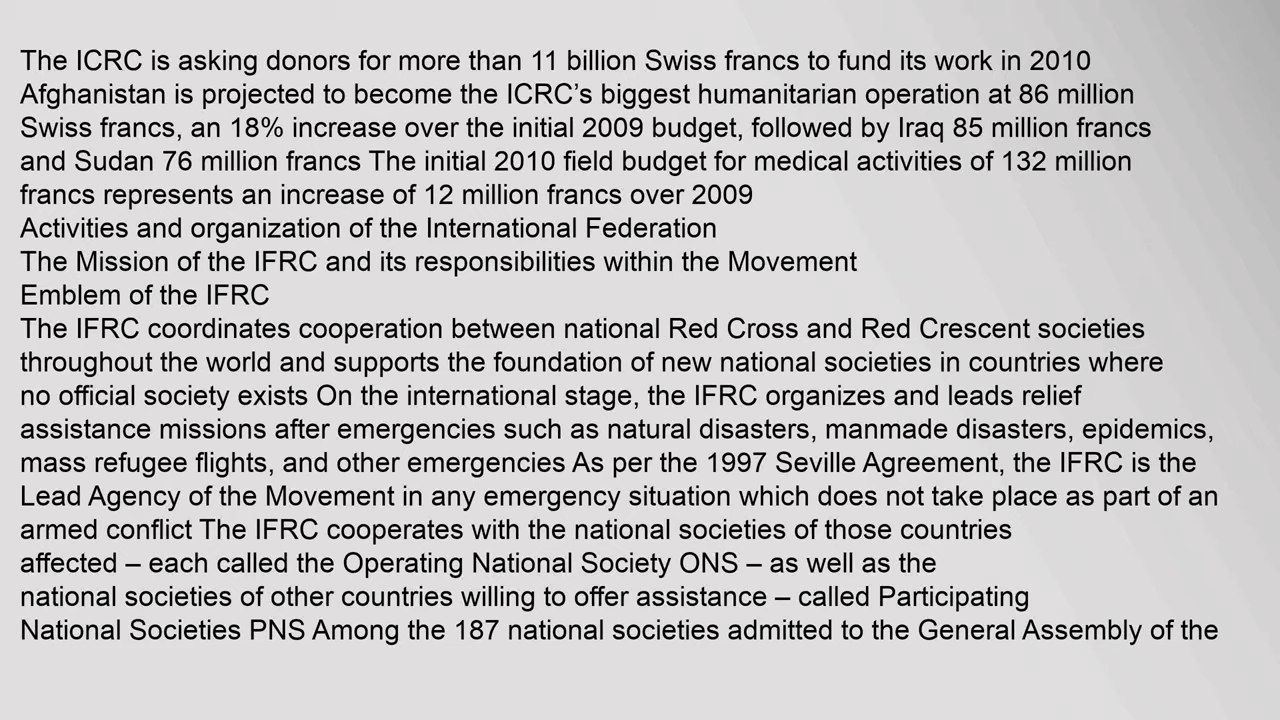 The ICRC is asking donors for more than 11 billion Swiss francs to fund its work in 2010
Afghanistan is projected to become the ICRC’s biggest humanitarian operation at 86 million
Swiss francs, an 18% increase over the initial 2009 budget, followed by Iraq 85 million francs
and Sudan 76 million francs The initial 2010 field budget for medical activities of 132 million
francs represents an increase of 12 million francs over 2009
Activities and organization of the International Federation
The Mission of the IFRC and its responsibilities within the Movement
Emblem of the IFRC
The IFRC coordinates cooperation between national Red Cross and Red Crescent societies
throughout the world and supports the foundation of new national societies in countries where
no official society exists On the international stage, the IFRC organizes and leads relief
assistance missions after emergencies such as natural disasters, manmade disasters, epidemics,
mass refugee flights, and other emergencies As per the 1997 Seville Agreement, the IFRC is the
Lead Agency of the Movement in any emergency situation which does not take place as part of an
armed conflict The IFRC cooperates with the national societies of those countries
affected – each called the Operating National Society ONS – as well as the
national societies of other countries willing to offer assistance – called Participating
National Societies PNS Among the 187 national societies admitted to the General Assembly of the